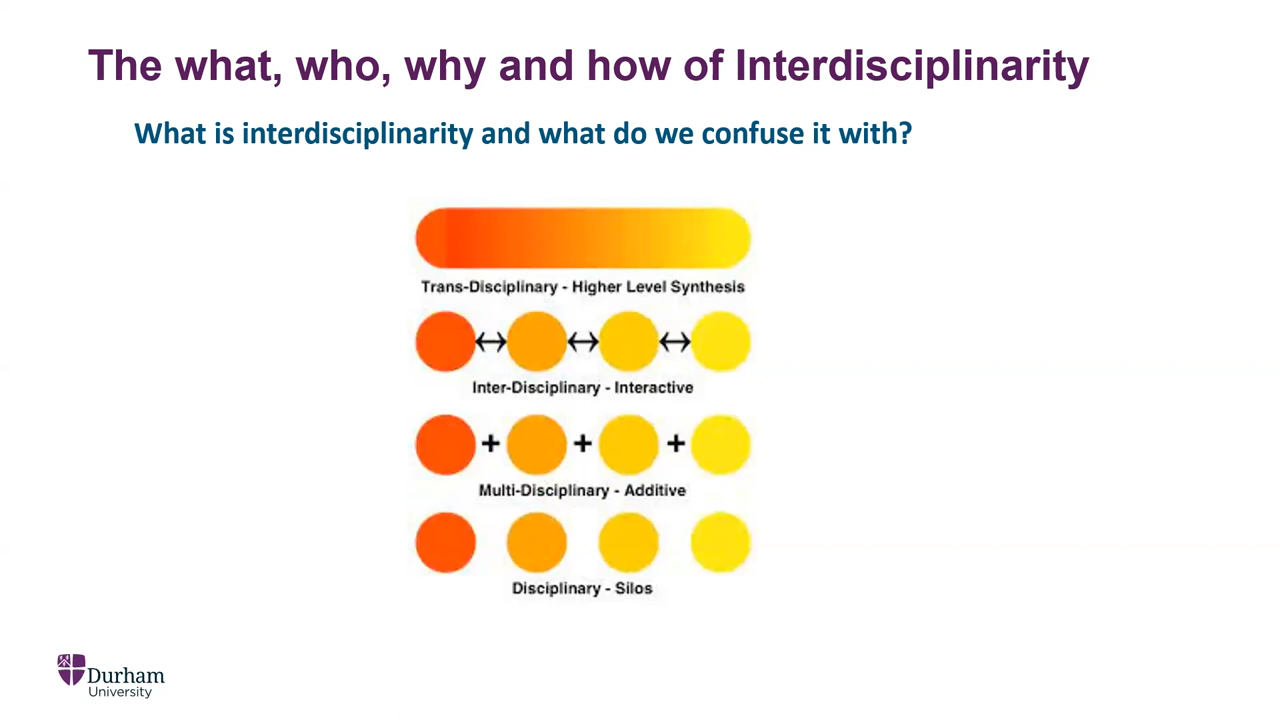 The what, who, why and how of Interdisciplinarity
What is interdisciplinarity and what do we confuse it with?
Trans-Disciplinary - Higher Level Synthesis
Inter-Disciplinary - Interactive
+ + +
Multi-Disciplinary - Additive
Disciplinary - Silos
Durham
University